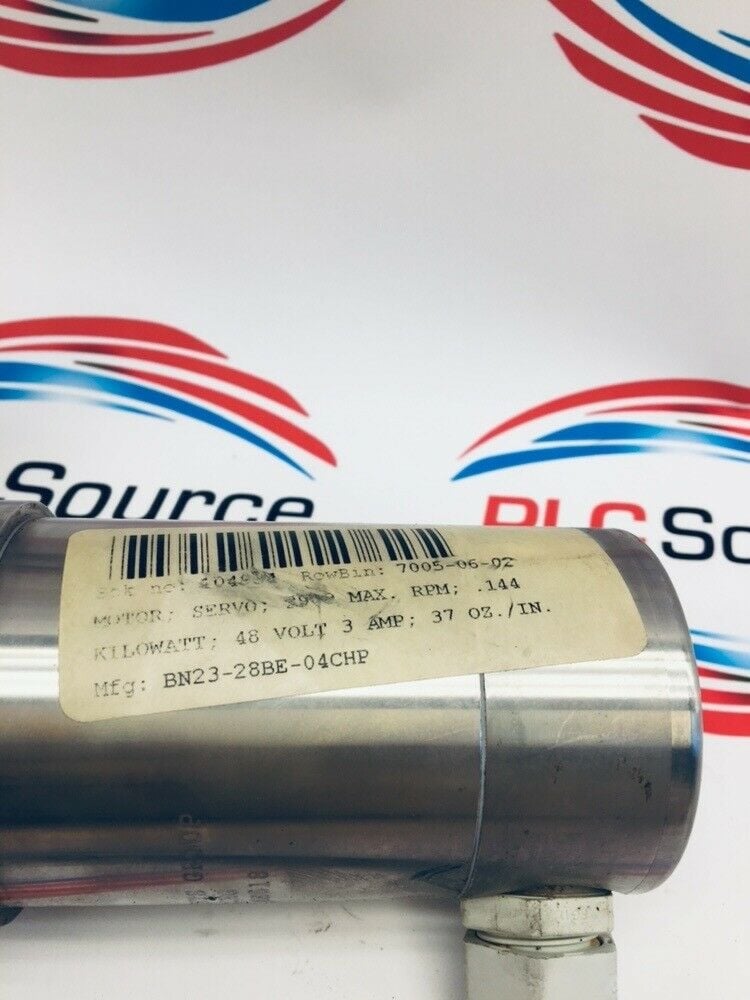 Source
PLC So
RowBin: 7005-06-02
MOTOR; SERVO; MAX. RPM; .144
KILOWATT; 48 VOLT 3 AMP; 37 OZ./IN.
Mfg: BN23-28BE-04CHP